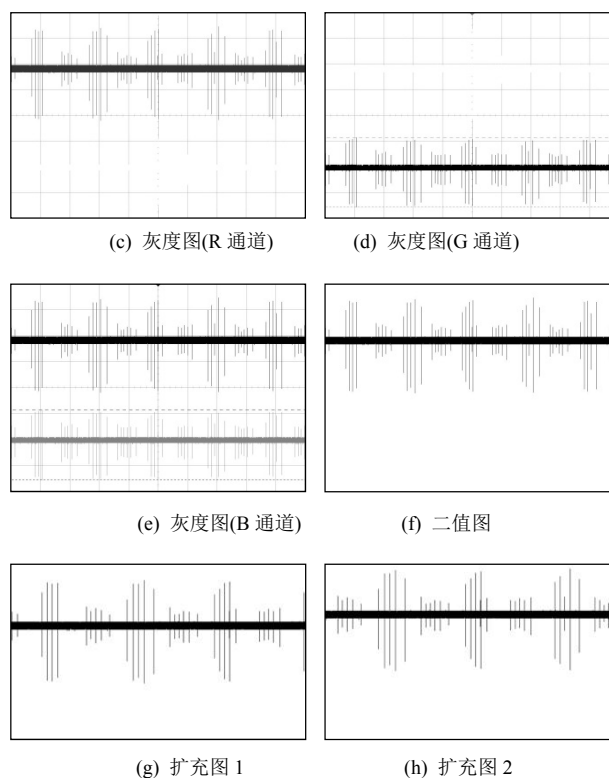 (c) 灰度图(R 通道)
(d) 灰度图(G 通道)
(e) 灰度图(B 通道)
(f) 二值图
(g) 扩充图 1
(h) 扩充图 2